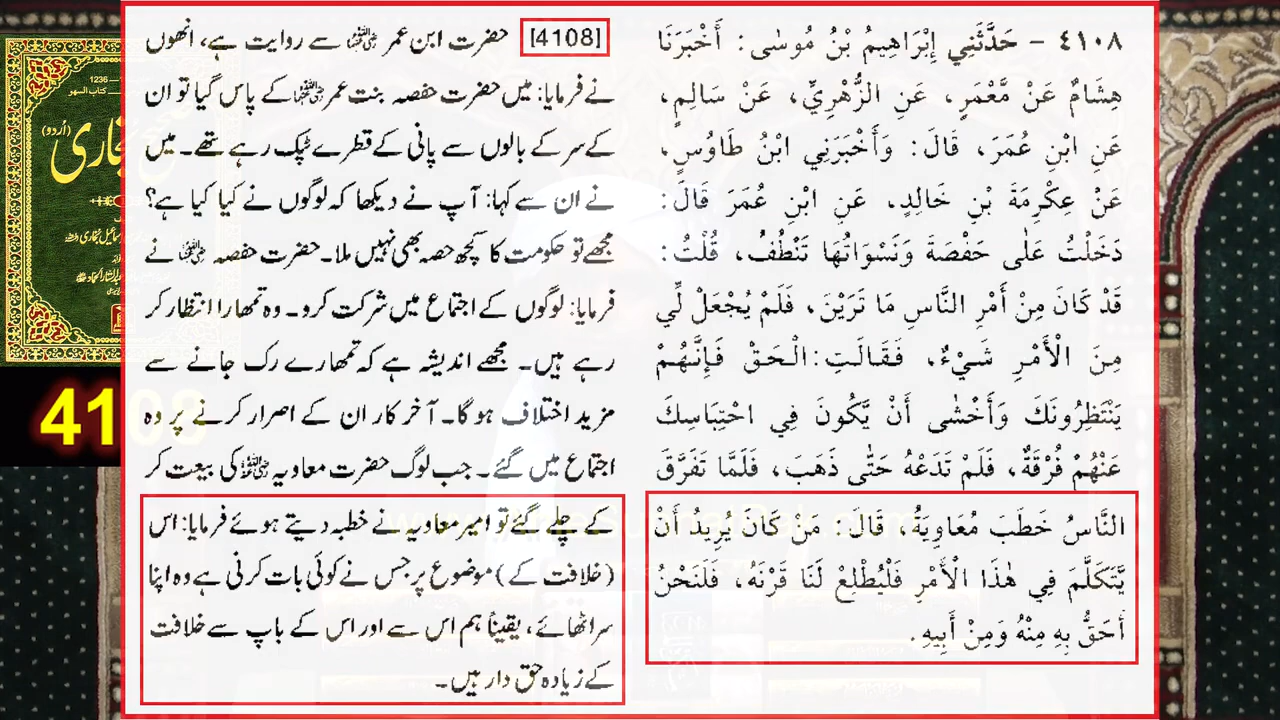 ٤١٠٨ - حَدَّثَنِي إِبْرَاهِيمُ بْنُ مُوسٰى: أَخْبَرَنَا
هِشَامٌ عَنْ مَّعْمَرٍ، عَنِ الزُّهْرِيِّ، عَنْ سَالِمٍ،
عَنِ ابْنِ عُمَرَ، قَالَ: وَأَخْبَرَنِي ابْنُ طَاوُسٍ،
عَنْ عِكْرِمَةَ بْنِ خَالِدٍ، عَنِ ابْنِ عُمَرَ قَالَ:
دَخَلْتُ عَلٰى حَفْصَةَ وَنَسْوَاتُهَا تَنْطُفُ، قُلْتُ:
قَدْ كَانَ مِنْ أَمْرِ النَّاسِ مَا تَرَيْنَ، فَلَمْ يُجْعَلْ لِّي
مِنَ الْأَمْرِ شَيْءٌ، فَقَالَتِ: الْحَقْ فَإِنَّهُمْ
يَنْتَظِرُونَكَ وَأَخْشٰى أَنْ يَّكُونَ فِي احْتِبَاسِكَ
عَنْهُمْ فُرْقَةٌ، فَلَمْ تَدَعْهُ حَتّٰى ذَهَبَ، فَلَمَّا تَفَرَّقَ
النَّاسُ خَطَبَ مُعَاوِيَةُ، قَالَ: مَنْ كَانَ يُرِيدُ أَنْ
يَّتَكَلَّمَ فِي هٰذَا الْأَمْرِ فَلْيُطْلِعْ لَنَا قَرْنَهُ، فَلَنَحْنُ
أَحَقُّ بِهِ مِنْهُ وَمِنْ أَبِيهِ.
[4108] حضرت ابن عمر ؓ سے روایت ہے، انھوں
نے فرمایا: میں حضرت حفصہ بنت عمر ؓ کے پاس گیا تو ان
کے سر کے بالوں سے پانی کے قطرے ٹپک رہے تھے۔ میں
نے ان سے کہا: آپ نے دیکھا کہ لوگوں نے کیا کیا ہے؟
مجھے تو حکومت کا کچھ حصہ بھی نہیں ملا۔ حضرت حفصہ ؓ نے
فرمایا: لوگوں کے اجتماع میں شرکت کرو۔ وہ تمھارا انتظار کر
رہے ہیں۔ مجھے اندیشہ ہے کہ تمھارے رک جانے سے
مزید اختلاف ہو گا۔ آخر کار ان کے اصرار کرنے پر وہ
اجتماع میں گئے۔ جب لوگ حضرت معاویہ ؓ کی بیعت کر
کے چلے گئے تو امیر معاویہ نے خطبہ دیتے ہوئے فرمایا: اس
(خلافت کے) موضوع پر جس نے کوئی بات کرنی ہے وہ اپنا
سر اٹھائے، یقیناً ہم اس سے اور اس کے باپ سے خلافت
کے زیادہ حق دار ہیں۔
(اُردو)
4108